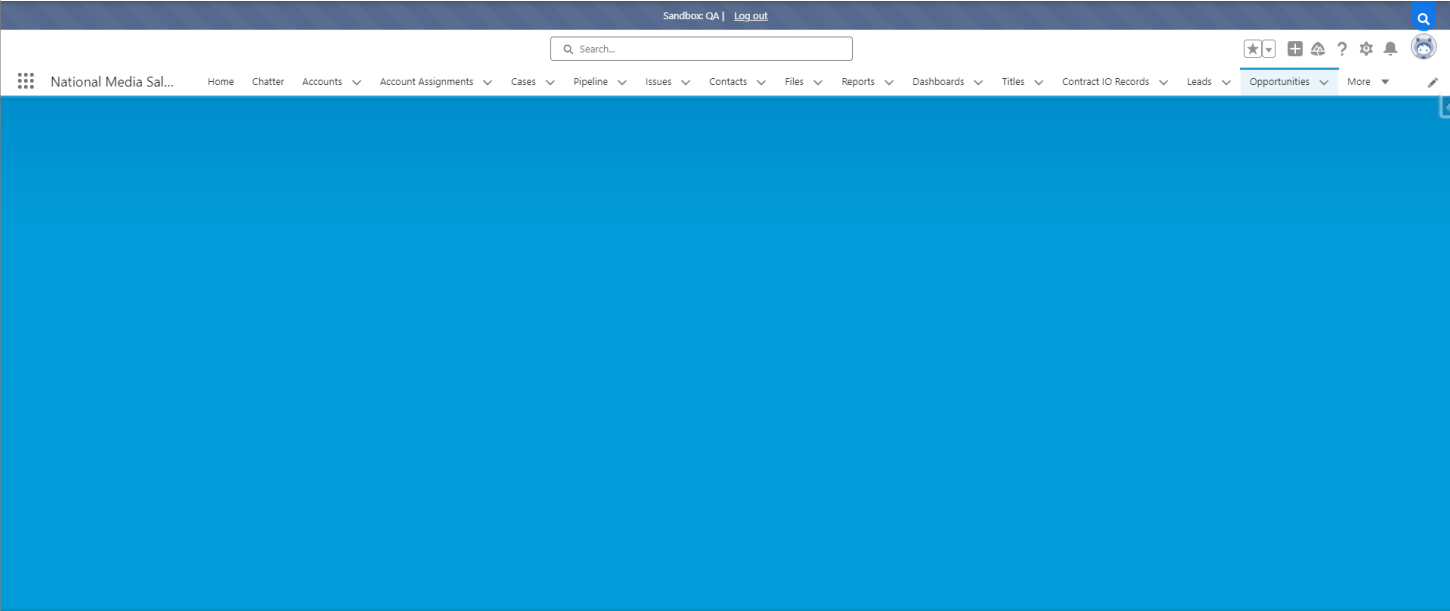 Sandbox: QA | Log out
Search...
National Media Sal... Home Chatter Accounts Account Assignments Cases Pipeline Issues Contacts Files Reports Dashboards Titles Contract IO Records Leads Opportunities More